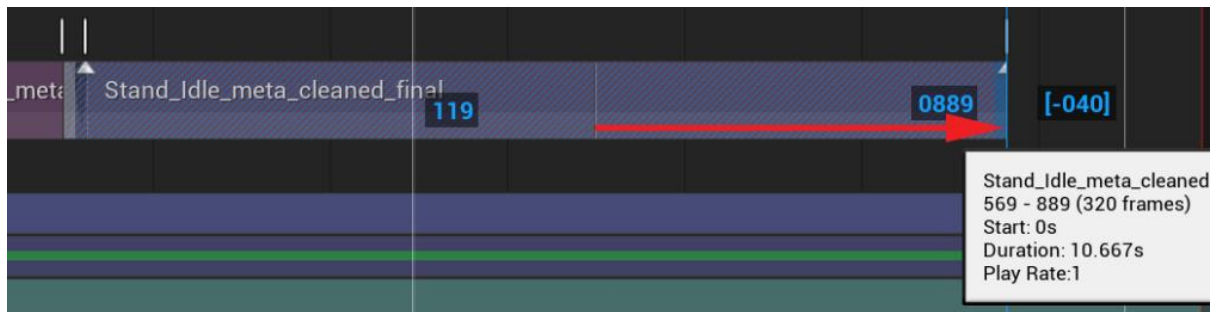 _meta
Stand_Idle_meta_cleaned_final
119
0889
[-040]
Stand_Idle_meta_cleaned
569 - 889 (320 frames)
Start: 0s
Duration: 10.667s
Play Rate:1